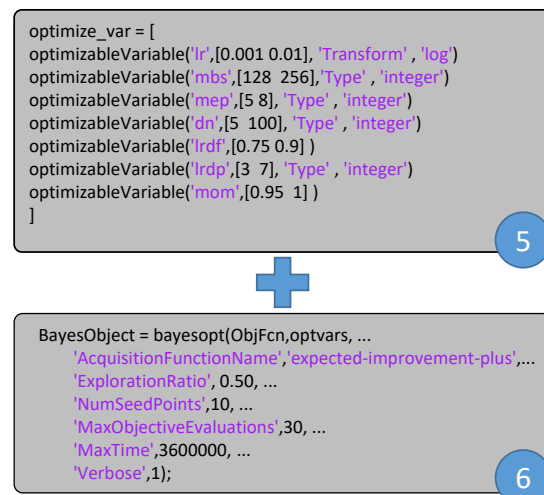 optimize_var = [
optimizableVariable('lr',[0.001 0.01], 'Transform' , 'log')
optimizableVariable('mbs',[128 256],'Type' , 'integer')
optimizableVariable('mep',[5 8], 'Type' , 'integer')
optimizableVariable('dn',[5 100], 'Type' , 'integer')
optimizableVariable('lrdf',[0.75 0.9] )
optimizableVariable('lrdp',[3 7], 'Type' , 'integer')
optimizableVariable('mom',[0.95 1] )
]
5
BayesObject = bayesopt(ObjFcn,optvars, ...
'AcquisitionFunctionName','expected-improvement-plus',...
'ExplorationRatio', 0.50, ...
'NumSeedPoints',10, ...
'MaxObjectiveEvaluations',30, ...
'MaxTime',3600000, ...
'Verbose',1);
6